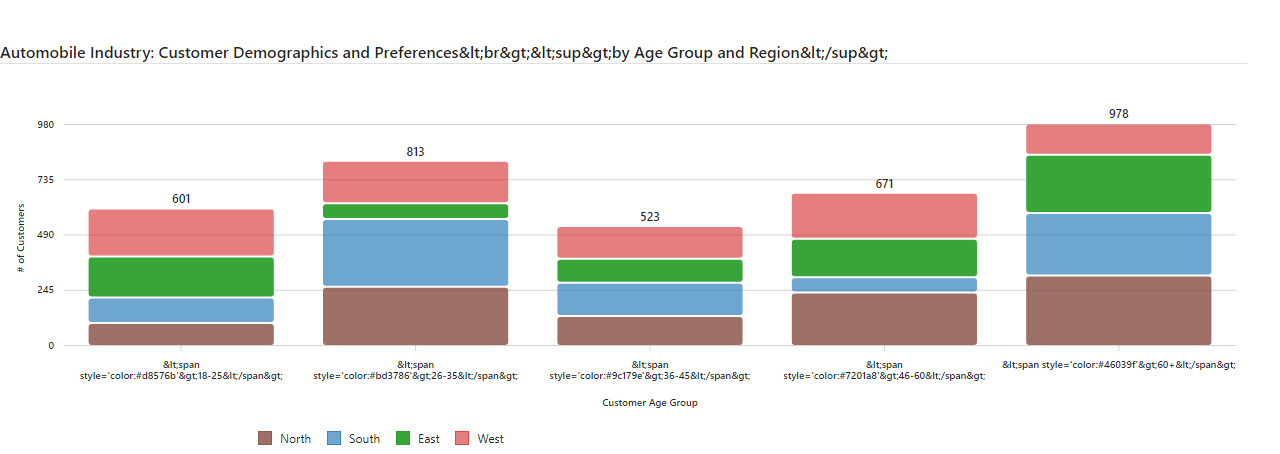 Automobile Industry: Customer Demographics and Preferences&lt;br&gt;&lt;sup&gt;by Age Group and Region&lt;/sup&gt;
980
735
490
245
0
# of Customers
601
813
523
671
978
&lt;span
style='color:#d8576b'&gt;18-25&lt;/span&gt;
&lt;span
style='color:#bd3786'&gt;26-35&lt;/span&gt;
&lt;span
style='color:#9c179e'&gt;36-45&lt;/span&gt;
&lt;span
style='color:#7201a8'&gt;46-60&lt;/span&gt;
&lt;span style='color:#46039f'&gt;60+&lt;/span&gt;
Customer Age Group
North
South
East
West